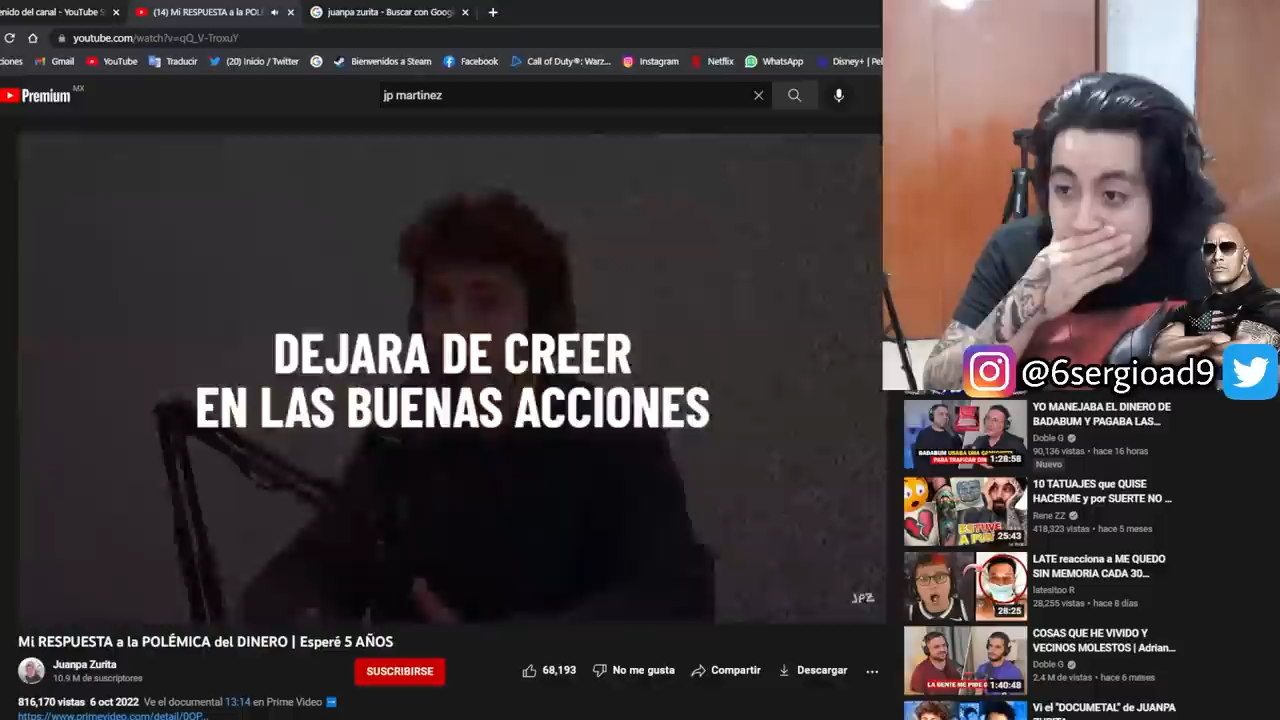 enido del canal - YouTube S
(14) Mi RESPUESTA a la POLÉ
juanpa zurita - Buscar con Goog
youtube.com/watch?v=qQ_V-TroxuY
ciones
Gmail
YouTube
Traducir
(20) Inicio / Twitter
Bienvenidos a Steam
Facebook
Call of Duty®: Warz...
Instagram
Netflix
WhatsApp
Disney+ | Pel
Premium MX
jp martinez
DEJARA DE CREER
EN LAS BUENAS ACCIONES
JPZ
@6sergioad9
Mi RESPUESTA a la POLÉMICA del DINERO | Esperé 5 AÑOS
Juanpa Zurita
10.9 M de suscriptores
SUSCRIBIRSE
68,193
No me gusta
Compartir
Descargar
816,170 vistas 6 oct 2022 Ve el documental 13:14 en Prime Video
https://www.primevideo.com/detail/0OP...
YO MANEJABA EL DINERO DE
BADABUM Y PAGABA LAS...
Doble G
90,136 vistas • hace 16 horas
Nuevo
1:28:58
10 TATUAJES que QUISE
HACERME y por SUERTE NO ...
Rene ZZ
418,323 vistas • hace 5 meses
25:43
LATE reacciona a ME QUEDO
SIN MEMORIA CADA 30...
latesitoo R
28,255 vistas • hace 8 días
28:25
COSAS QUE HE VIVIDO Y
VECINOS MOLESTOS | Adrian...
Doble G
2.4 M de vistas • hace 6 meses
1:40:48
Vi el "DOCUMETAL" de JUANPA
ZURITA